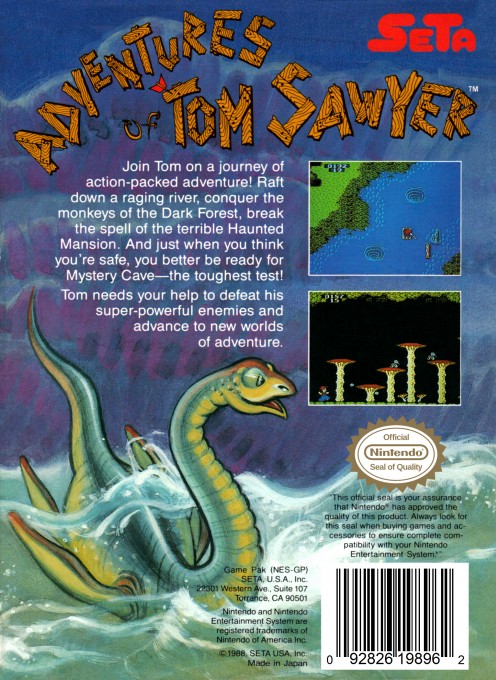 SETA
ADVENTURES
of TOM SAWYER™
Join Tom on a journey of
action-packed adventure! Raft
down a raging river, conquer the
monkeys of the Dark Forest, break
the spell of the terrible Haunted
Mansion. And just when you think
you're safe, you better be ready for
Mystery Cave—the toughest test!
Tom needs your help to defeat his
super-powerful enemies and
advance to new worlds
of adventure.
Official
Nintendo®
Seal of Quality
"This official seal is your assurance
that Nintendo® has approved the
quality of this product. Always look for
this seal when buying games and ac-
cessories to ensure complete com-
patibility with your Nintendo
Entertainment System."
Game Pak (NES-GP)
SETA, U.S.A., Inc.
22301 Western Ave., Suite 107
Torrance, CA 90501
Nintendo and Nintendo
Entertainment System are
registered trademarks of
Nintendo of America Inc.
©1988, SETA USA, Inc.
Made in Japan
0 92826 19896 2